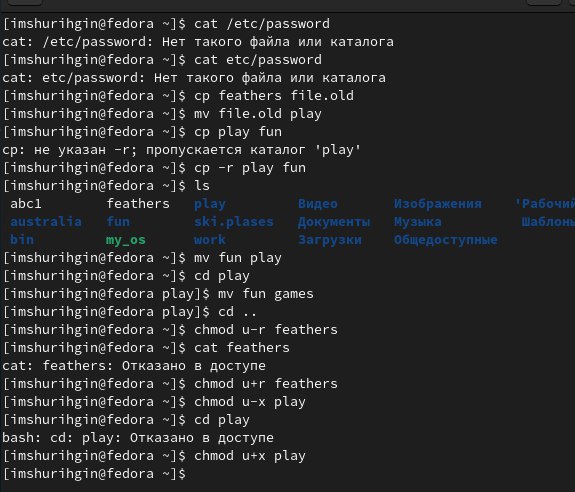 [imshurihgin@fedora ~]$ cat /etc/password
cat: /etc/password: Нет такого файла или каталога
[imshurihgin@fedora ~]$ cat etc/password
cat: etc/password: Нет такого файла или каталога
[imshurihgin@fedora ~]$ cp feathers file.old
[imshurihgin@fedora ~]$ mv file.old play
[imshurihgin@fedora ~]$ cp play fun
cp: не указан -r; пропускается каталог 'play'
[imshurihgin@fedora ~]$ cp -r play fun
[imshurihgin@fedora ~]$ ls
abc1 feathers play Видео Изображения 'Рабочий
australia fun ski.plases Документы Музыка Шаблоны
bin my_os work Загрузки Общедоступные
[imshurihgin@fedora ~]$ mv fun play
[imshurihgin@fedora ~]$ cd play
[imshurihgin@fedora play]$ mv fun games
[imshurihgin@fedora play]$ cd ..
[imshurihgin@fedora ~]$ chmod u-r feathers
[imshurihgin@fedora ~]$ cat feathers
cat: feathers: Отказано в доступе
[imshurihgin@fedora ~]$ chmod u+r feathers
[imshurihgin@fedora ~]$ chmod u-x play
[imshurihgin@fedora ~]$ cd play
bash: cd: play: Отказано в доступе
[imshurihgin@fedora ~]$ chmod u+x play
[imshurihgin@fedora ~]$